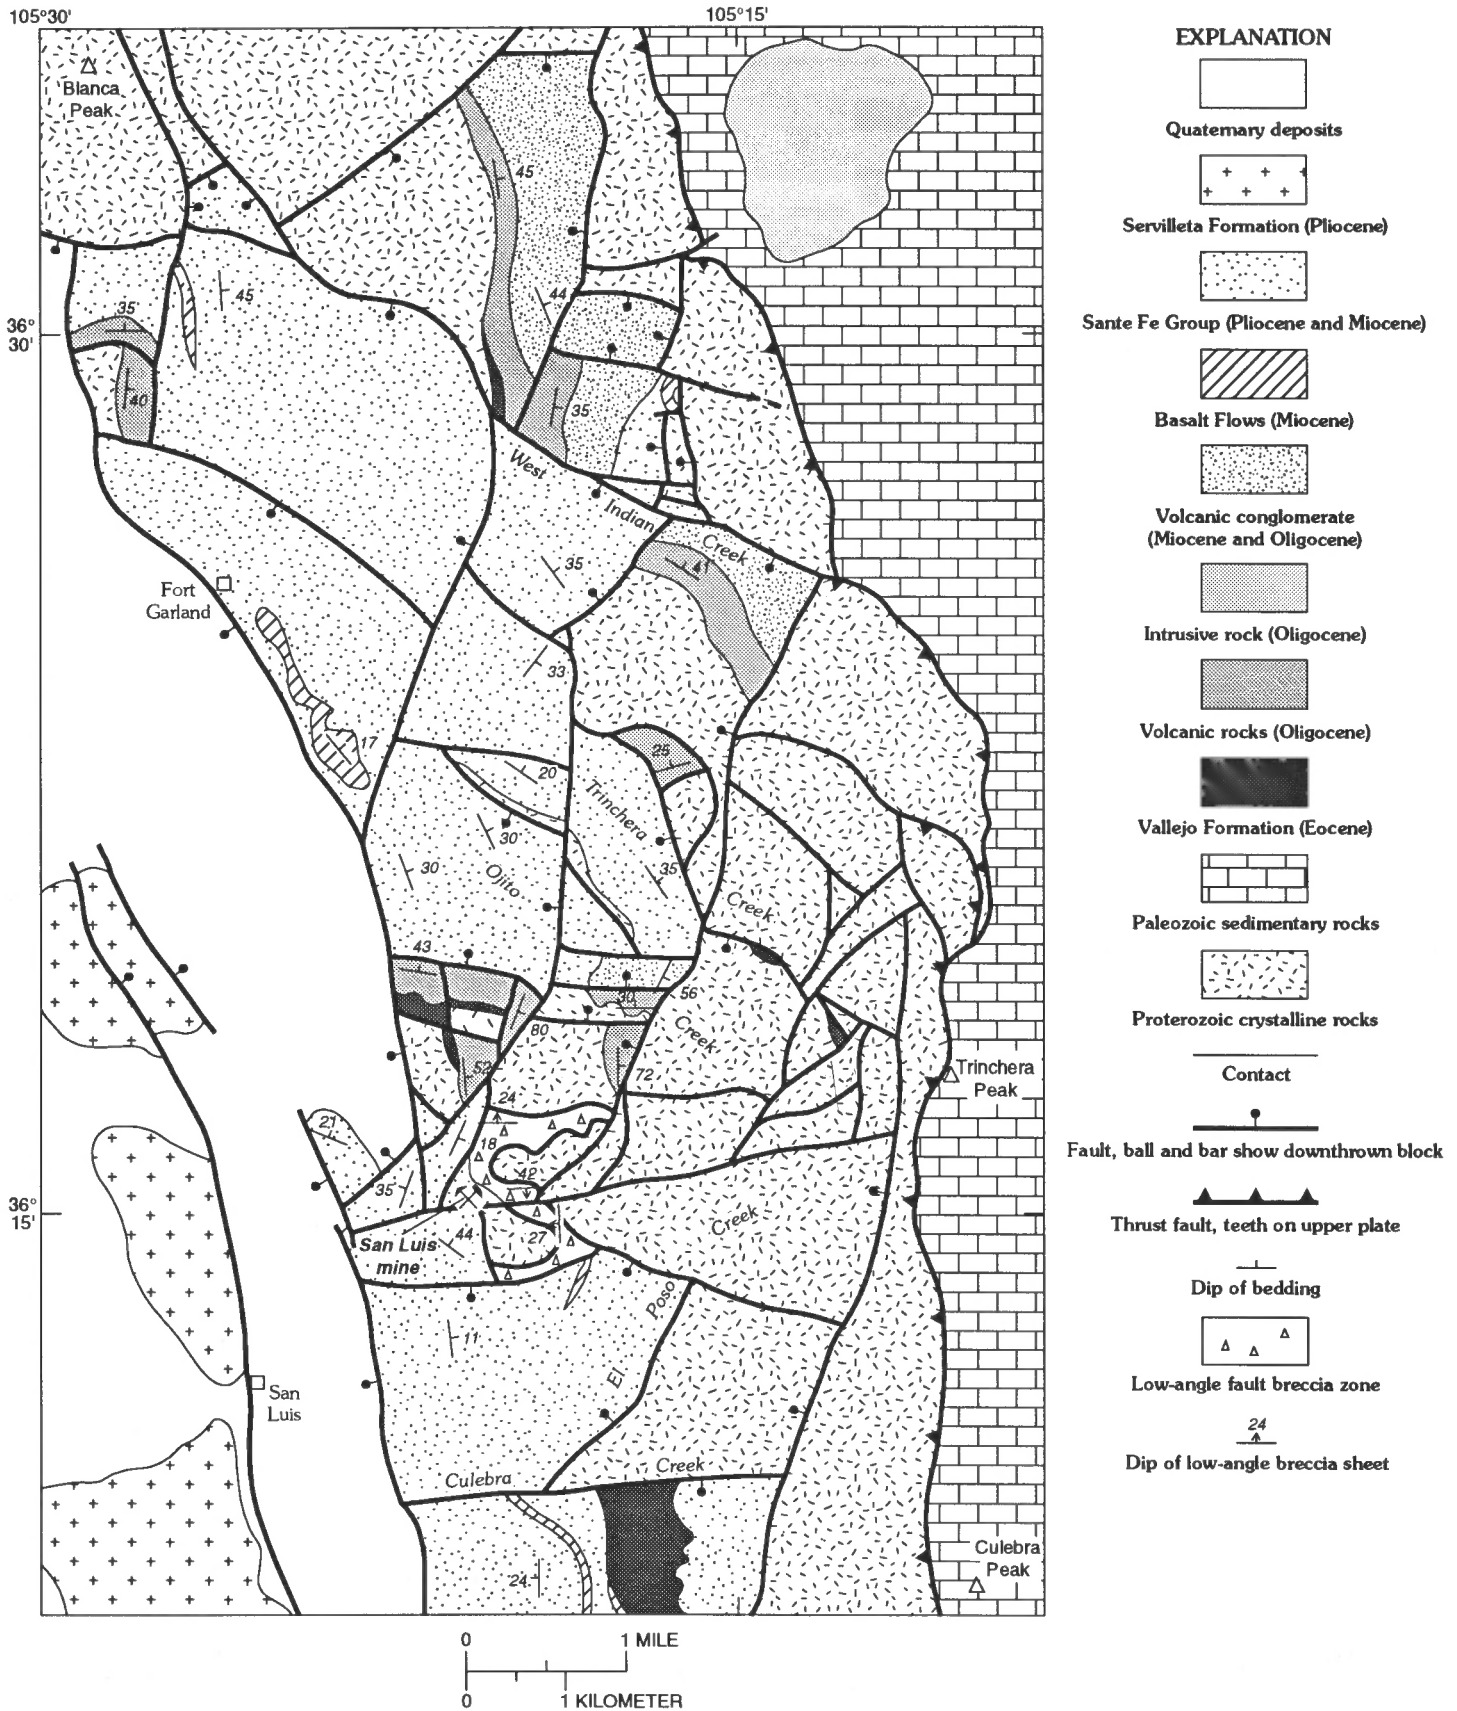 105°30'
105°15'
Blanca
Peak
45
45
44
35
36°
30'
40
35
West
Indian
Creek
41
35
Fort
Garland
33
17
25
20
Trinchera
30
30
35
Ojito
Creek
43
30
56
80
Creek
52
72
Trinchera
Peak
24
21
18
42
35
36°
15'
Creek
44
27
San Luis
mine
Poso
11
El
San
Luis
Culebra
Creek
24
Culebra
Peak
0
1 MILE
0
1 KILOMETER
EXPLANATION
Quaternary deposits
Servilleta Formation (Pliocene)
Sante Fe Group (Pliocene and Miocene)
Basalt Flows (Miocene)
Volcanic conglomerate
(Miocene and Oligocene)
Intrusive rock (Oligocene)
Volcanic rocks (Oligocene)
Vallejo Formation (Eocene)
Paleozoic sedimentary rocks
Proterozoic crystalline rocks
Contact
Fault, ball and bar show downthrown block
Thrust fault, teeth on upper plate
Dip of bedding
Low-angle fault breccia zone
24
Dip of low-angle breccia sheet